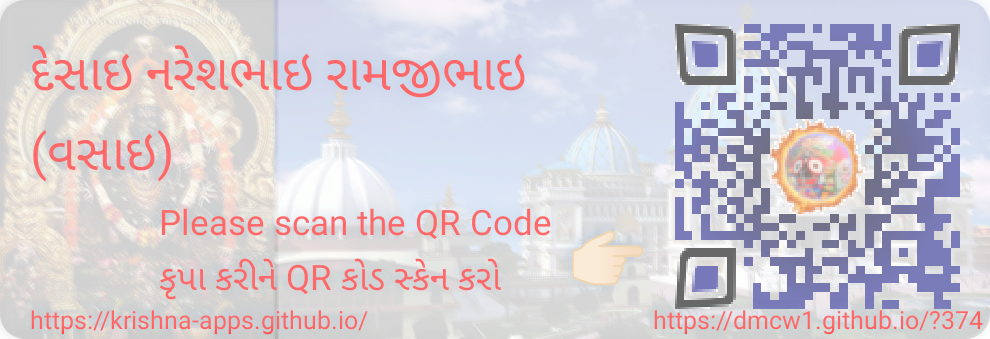 દેસાઇ નરેશભાઇ રામજીભાઇ
(વસાઇ)
Please scan the QR Code
કૃપા કરીને QR કોડ સ્કેન કરો
https://krishna-apps.github.io/
https://dmcw1.github.io/?374